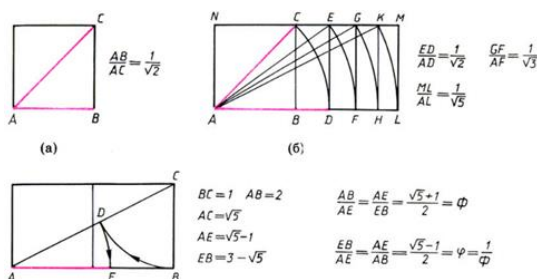 C
A B
AB/AC = 1/√2
(а)
N C E G K M
A B D F H L
ED/AD = 1/√2 GF/AF = 1/√3
ML/AL = 1/√5
(б)
C
D
A E B
BC=1 AB=2
AC=√5
AE=√5-1
EB=3-√5
AB/AE = AE/EB = (√5+1)/2 = Φ
EB/AE = AE/AB = (√5-1)/2 = φ = 1/Φ